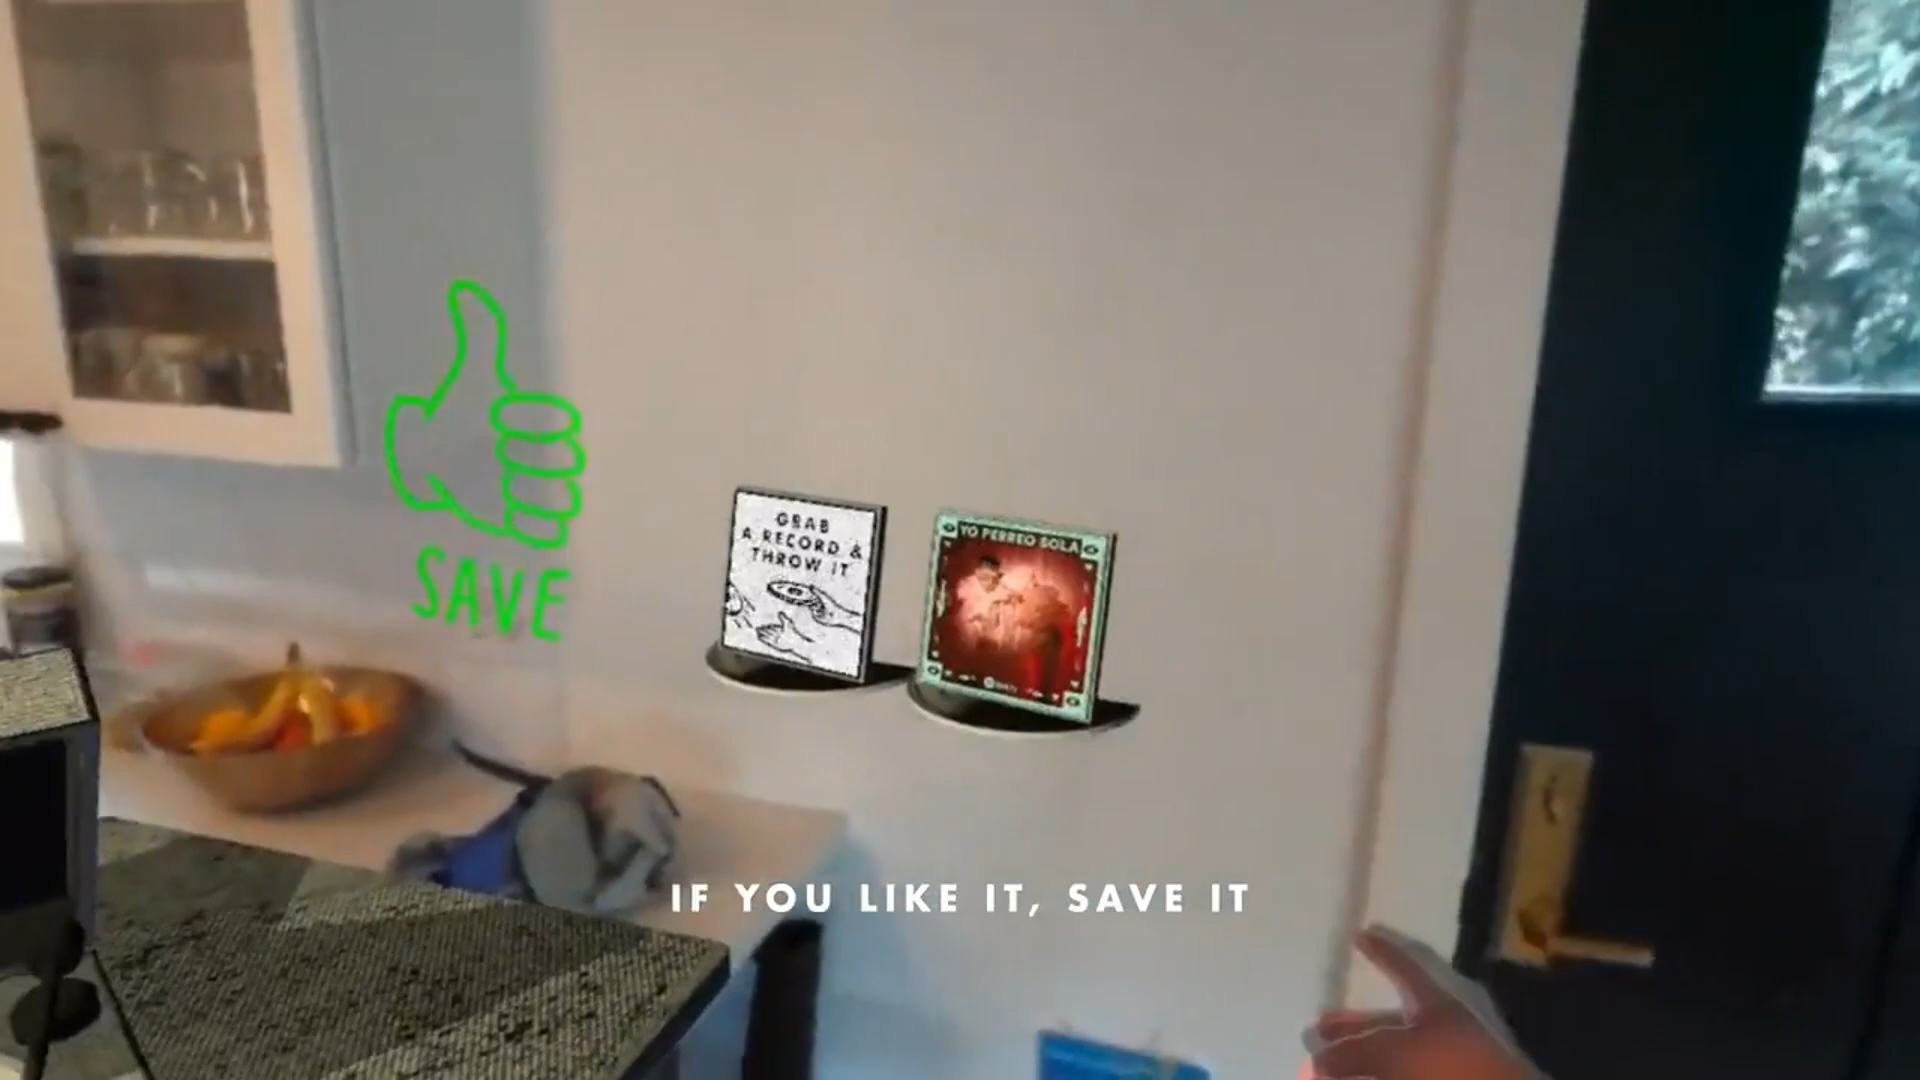 SAVE
GRAB
A RECORD &
THROW IT
YO PERREO SOLA
IF YOU LIKE IT, SAVE IT